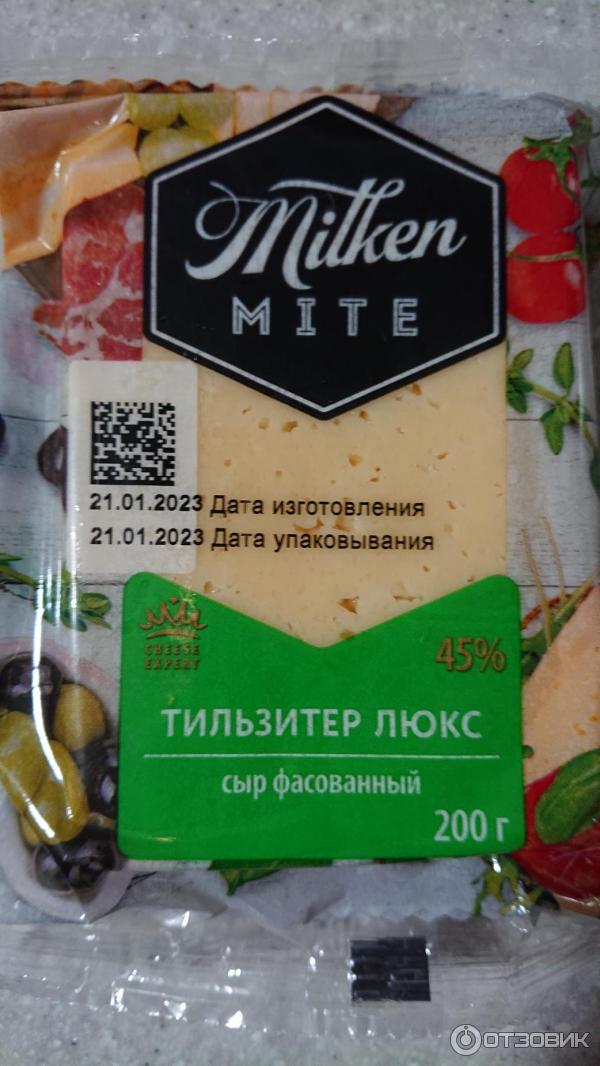 Milken
MITE
21.01.2023 Дата изготовления
21.01.2023 Дата упаковывания
CHEESE
EXPERT
45%
ТИЛЬЗИТЕР ЛЮКС
сыр фасованный
200 г
ОТЗОВИК